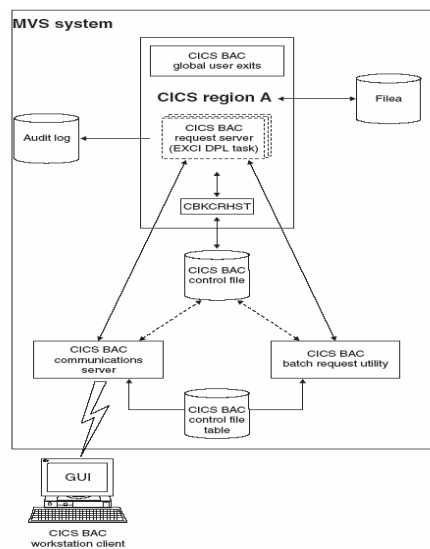 MVS system
CICS BAC
global user exits
CICS region A
Filea
Audit log
CICS BAC
request server
(EXCI DPL task)
CBKCRHST
CICS BAC
control file
CICS BAC
communications
server
CICS BAC
batch request utility
CICS BAC
control file
table
GUI
CICS BAC
workstation client